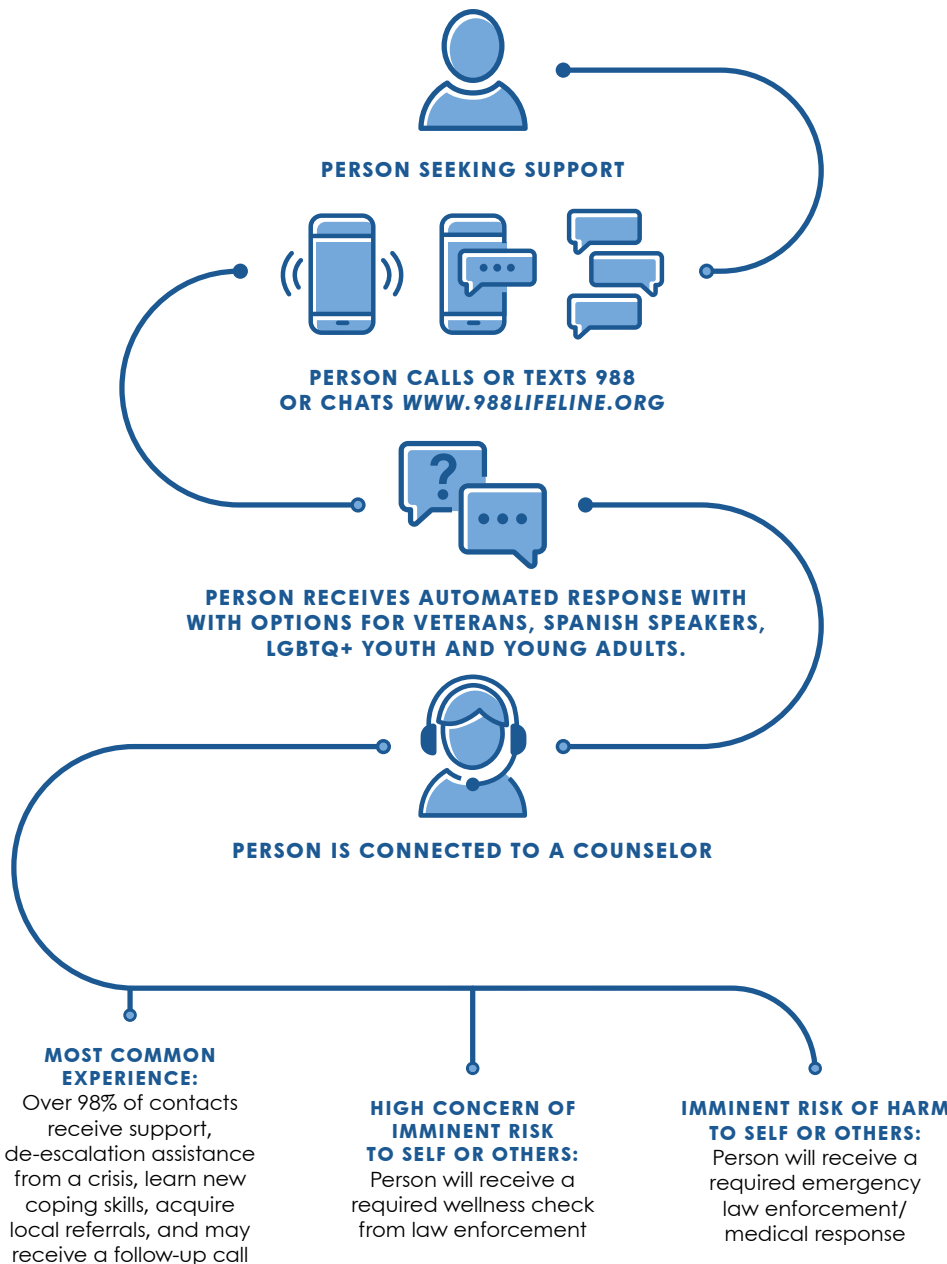 PERSON SEEKING SUPPORT
PERSON CALLS OR TEXTS 988
OR CHATS WWW.988LIFELINE.ORG
?
PERSON RECEIVES AUTOMATED RESPONSE WITH
WITH OPTIONS FOR VETERANS, SPANISH SPEAKERS,
LGBTQ+ YOUTH AND YOUNG ADULTS.
PERSON IS CONNECTED TO A COUNSELOR
MOST COMMON
EXPERIENCE:
Over 98% of contacts
receive support,
de-escalation assistance
from a crisis, learn new
coping skills, acquire
local referrals, and may
receive a follow-up call
HIGH CONCERN OF
IMMINENT RISK
TO SELF OR OTHERS:
Person will receive a
required wellness check
from law enforcement
IMMINENT RISK OF HARM
TO SELF OR OTHERS:
Person will receive a
required emergency
law enforcement/
medical response